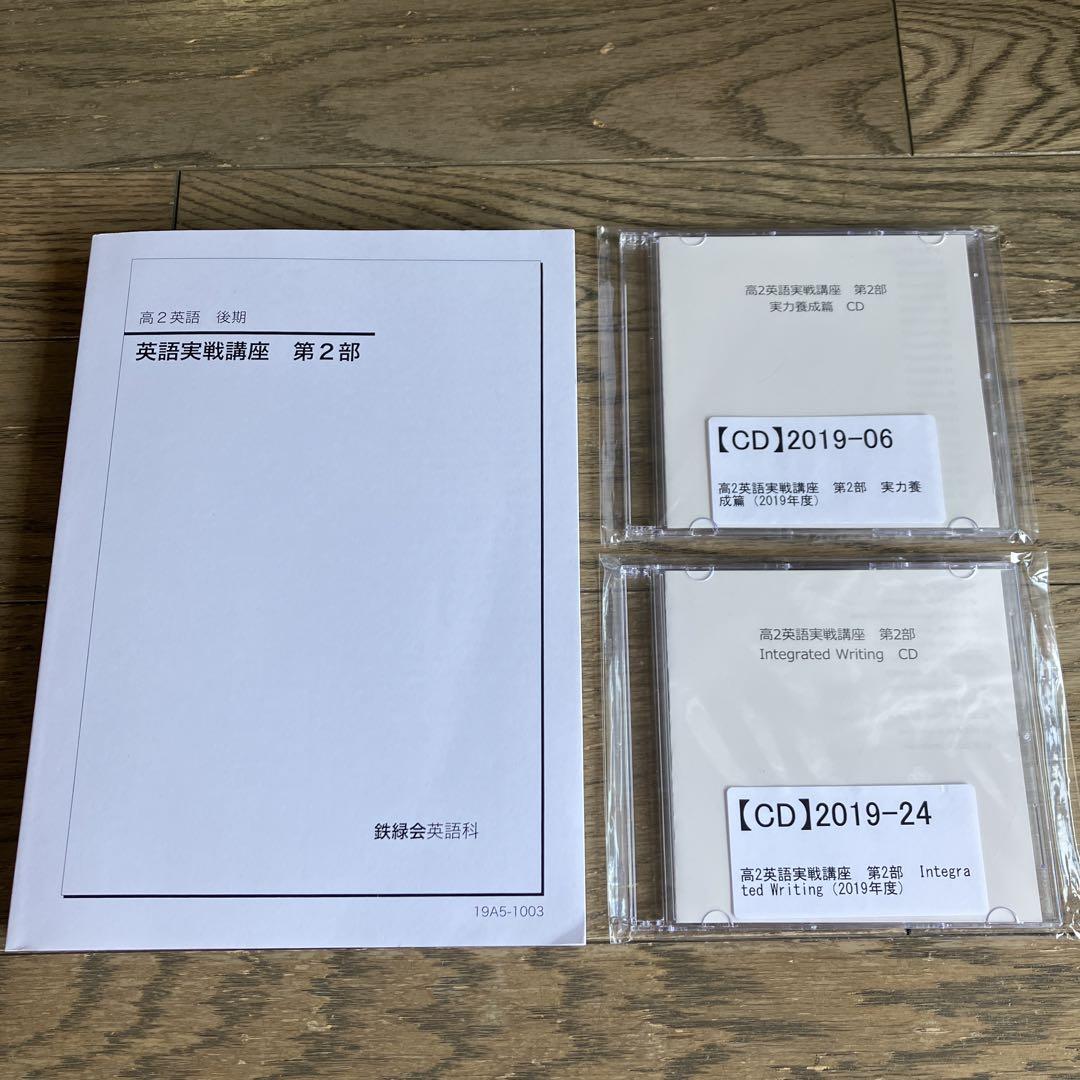 高2英語 後期
英語実戦講座 第2部
鉄緑会英語科
19A5-1003
高2英語実戦講座 第2部
実力養成篇 CD
【CD】2019-06
高2英語実戦講座 第2部 実力養
成篇（2019年度）
高2英語実戦講座 第2部
Integrated Writing CD
【CD】2019-24
高2英語実戦講座 第2部 Integra
ted Writing（2019年度）